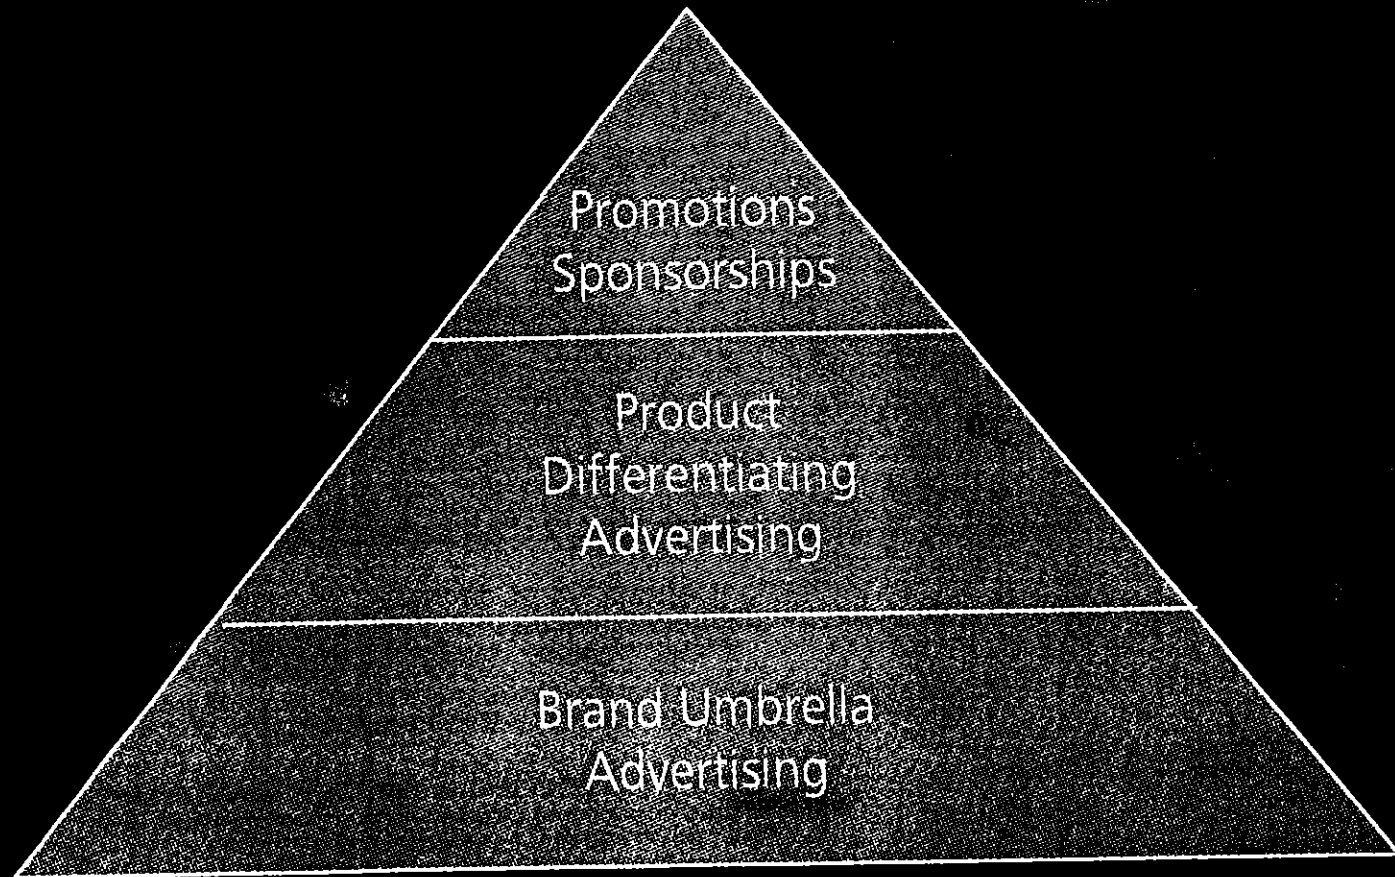 Promotions
Sponsorships
Product
Differentiating
Advertising
Brand Umbrella
Advertising